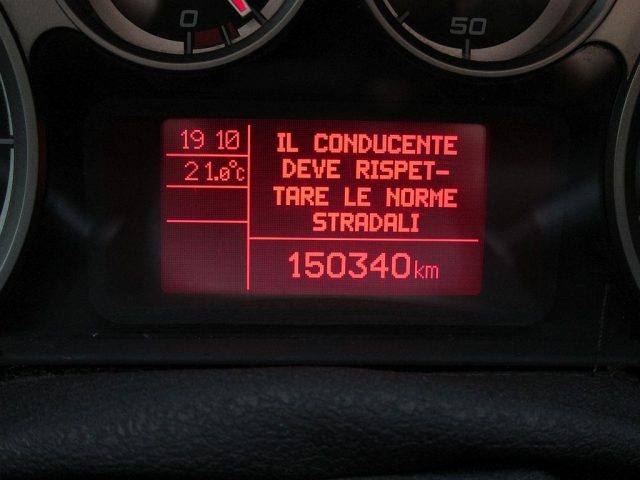 0
50
19 10
21.0°C
IL CONDUCENTE
DEVE RISPET-
TARE LE NORME
STRADALI
150340km